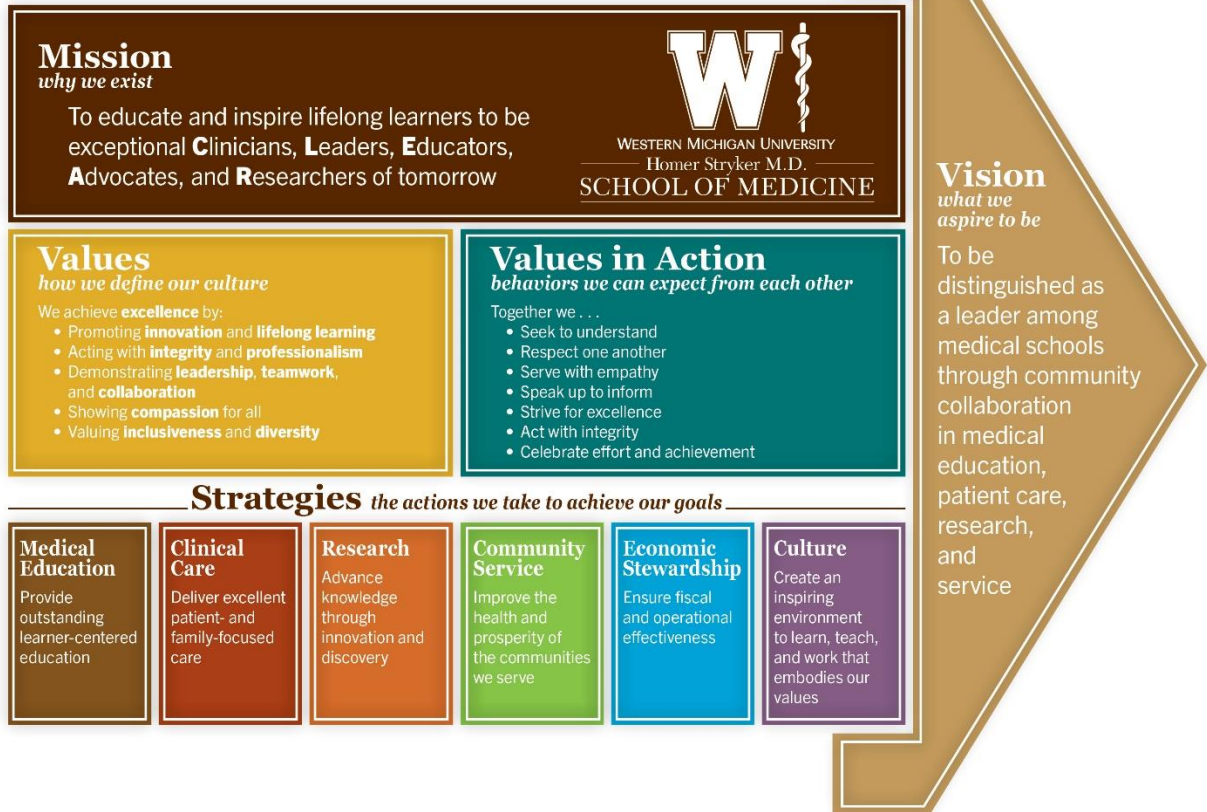 Mission
why we exist
To educate and inspire lifelong learners to be
exceptional Clinicians, Leaders, Educators,
Advocates, and Researchers of tomorrow
W
WESTERN MICHIGAN UNIVERSITY
Homer Stryker M.D.
SCHOOL OF MEDICINE
Values
how we define our culture
We achieve excellence by:
• Promoting innovation and lifelong learning
• Acting with integrity and professionalism
• Demonstrating leadership, teamwork,
and collaboration
• Showing compassion for all
• Valuing inclusiveness and diversity
Values in Action
behaviors we can expect from each other
Together we . . .
• Seek to understand
• Respect one another
• Serve with empathy
• Speak up to inform
• Strive for excellence
• Act with integrity
• Celebrate effort and achievement
Strategies the actions we take to achieve our goals
Medical
Education
Provide
outstanding
learner-centered
education
Clinical
Care
Deliver excellent
patient- and
family-focused
care
Research
Advance
knowledge
through
innovation and
discovery
Community
Service
Improve the
health and
prosperity of
the communities
we serve
Economic
Stewardship
Ensure fiscal
and operational
effectiveness
Culture
Create an
inspiring
environment
to learn, teach,
and work that
embodies our
values
Vision
what we
aspire to be
To be
distinguished as
a leader among
medical schools
through community
collaboration
in medical
education,
patient care,
research,
and
service